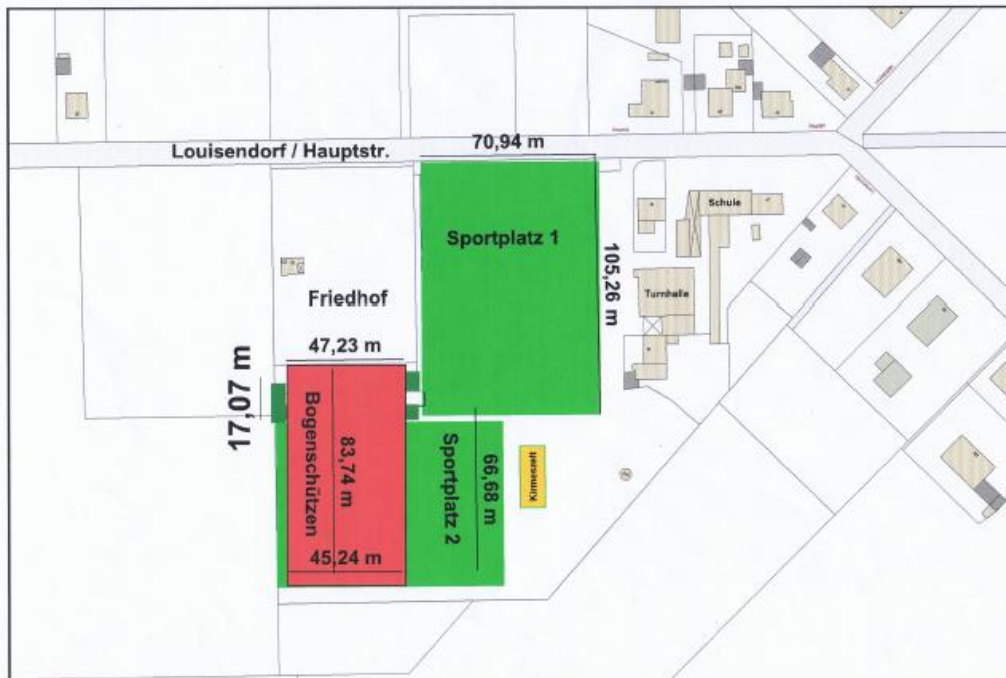 70,94 m
Louisendorf / Hauptstr.
Schule
Sportplatz 1
105,26 m
Turnhalle
Friedhof
47,23 m
17,07 m
Bogenschützen
83,74 m
Sportplatz 2
66,68 m
Kirmeszelt
45,24 m